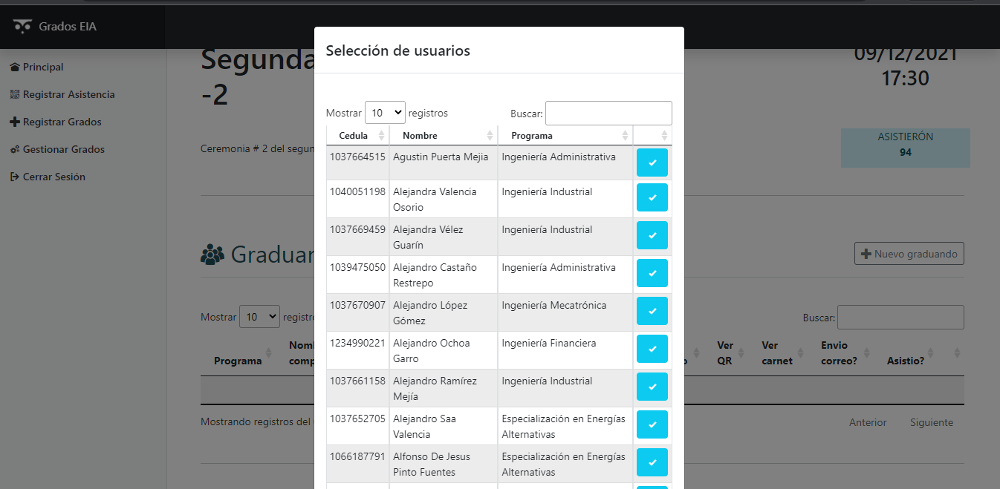 Grados EIA
Principal
Registrar Asistencia
Registrar Grados
Gestionar Grados
Cerrar Sesión
Segunda
-2
09/12/2021
17:30
Ceremonia # 2 del segun
ASISTIERÓN
94
Graduan
Nuevo graduando
Mostrar 10 registro
Buscar:
Programa
Nom
comp
Ver
QR
Ver
carnet
Envio
correo?
Asistio?
Mostrando registros del
Anterior Siguiente
Selección de usuarios
Mostrar 10 registros
Buscar:
Cedula Nombre Programa
1037664515 Agustin Puerta Mejia Ingeniería Administrativa
1040051198 Alejandra Valencia Ingeniería Industrial
Osorio
1037669459 Alejandra Vélez Ingeniería Industrial
Guarín
1039475050 Alejandro Castaño Ingeniería Administrativa
Restrepo
1037670907 Alejandro López Ingeniería Mecatrónica
Gómez
1234990221 Alejandro Ochoa Ingeniería Financiera
Garro
1037661158 Alejandro Ramírez Ingeniería Industrial
Mejía
1037652705 Alejandro Saa Especialización en Energías
Valencia Alternativas
1066187791 Alfonso De Jesus Especialización en Energías
Pinto Fuentes Alternativas